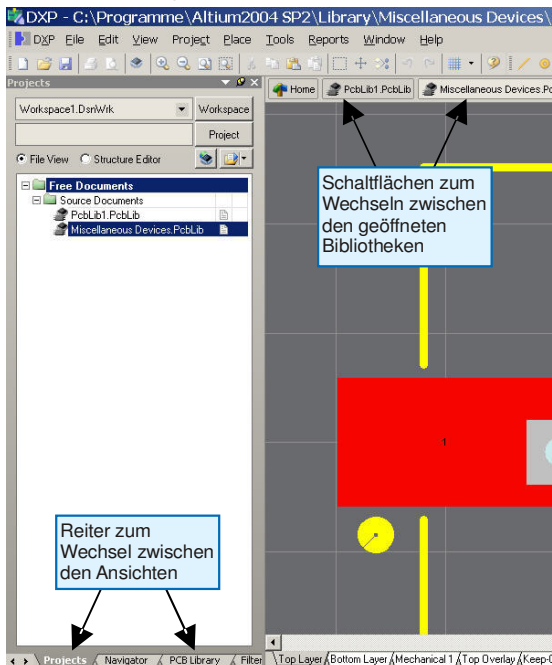 DXP - C:\Programme\Altium2004 SP2\Library\Miscellaneous Devices \
DXP File Edit View Project Place Tools Reports Window Help
Projects
Home PcbLib1.PcbLib Miscellaneous Devices.Pc
Workspace1.DsnWrk Workspace
Project
File View Structure Editor
Free Documents
Source Documents
PcbLib1.PcbLib
Miscellaneous Devices.PcbLib
Schaltflächen zum
Wechseln zwischen
den geöffneten
Bibliotheken
1
Reiter zum
Wechsel zwischen
den Ansichten
Projects Navigator PCB Library Filter
Top Layer Bottom Layer Mechanical 1 Top Overlay Keep-